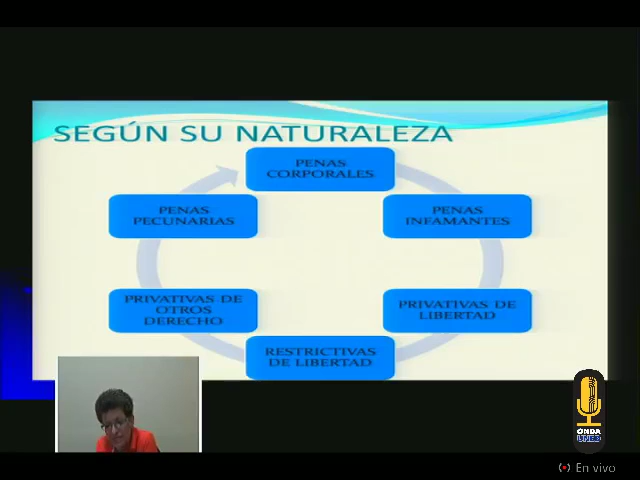 SEGÚN SU NATURALEZA
PENAS
CORPORALES
PENAS
INFAMANTES
PRIVATIVAS DE
LIBERTAD
RESTRICTIVAS
DE LIBERTAD
PRIVATIVAS DE
OTROS
DERECHO
PENAS
PECUNARIAS
ONDA
UNED
En vivo